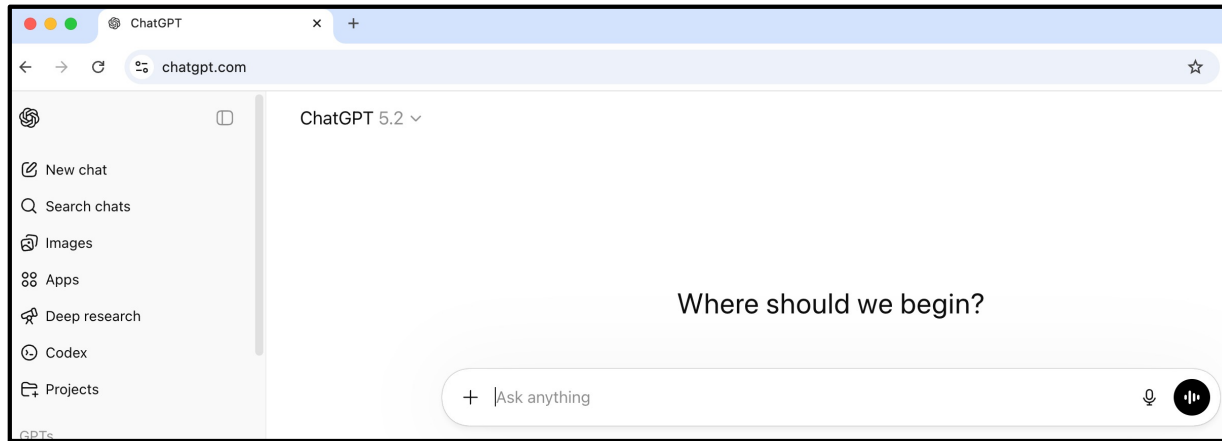 ChatGPT
chatgpt.com
ChatGPT 5.2
New chat
Search chats
Images
Apps
Deep research
Codex
Projects
GPTs
Where should we begin?
Ask anything